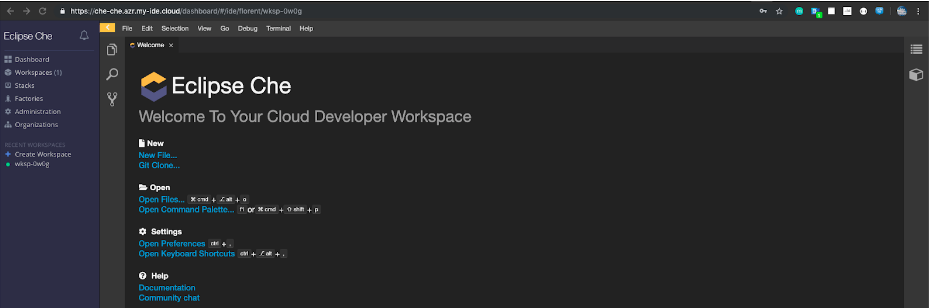 https://che-che.azr.my-ide.cloud/dashboard/#/ide/florent/wksp-0w0g
Eclipse Che
Dashboard
Workspaces (1)
Stacks
Factories
Administration
Organizations
RECENT WORKSPACES
Create Workspace
wksp-0w0g
File Edit Selection View Go Debug Terminal Help
Welcome ×
Eclipse Che
Welcome To Your Cloud Developer Workspace
New
New File...
Git Clone...
Open
Open Files... ⌘ cmd + ⌥ alt + o
Open Command Palette... f1 or ⌘ cmd + ⇧ shift + p
Settings
Open Preferences ctrl + ,
Open Keyboard Shortcuts ctrl + ⌥ alt + ,
Help
Documentation
Community chat